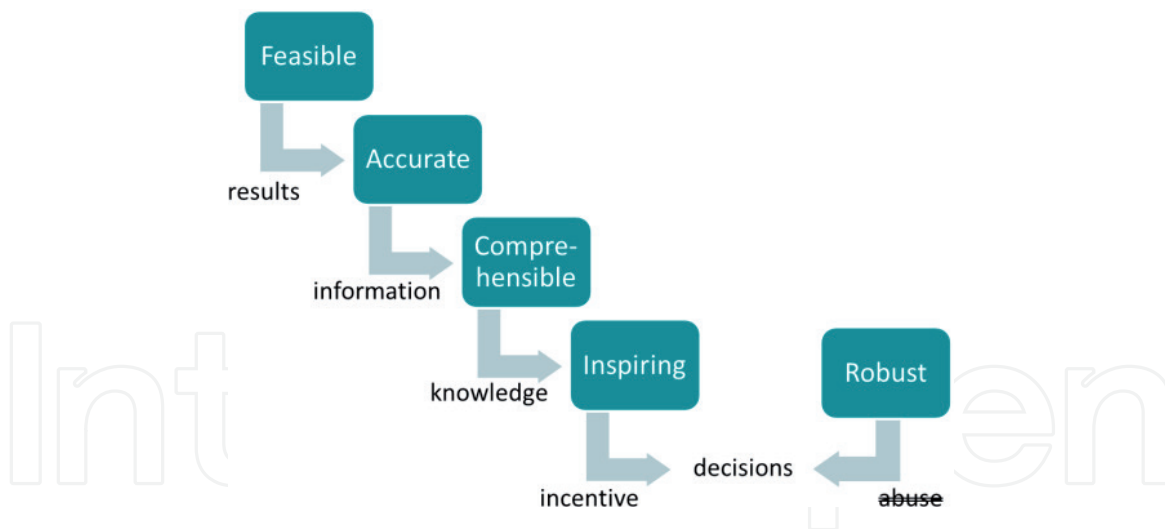 Feasible
results
Accurate
information
Compre-
hensible
knowledge
Inspiring
Robust
incentive
decisions
abuse